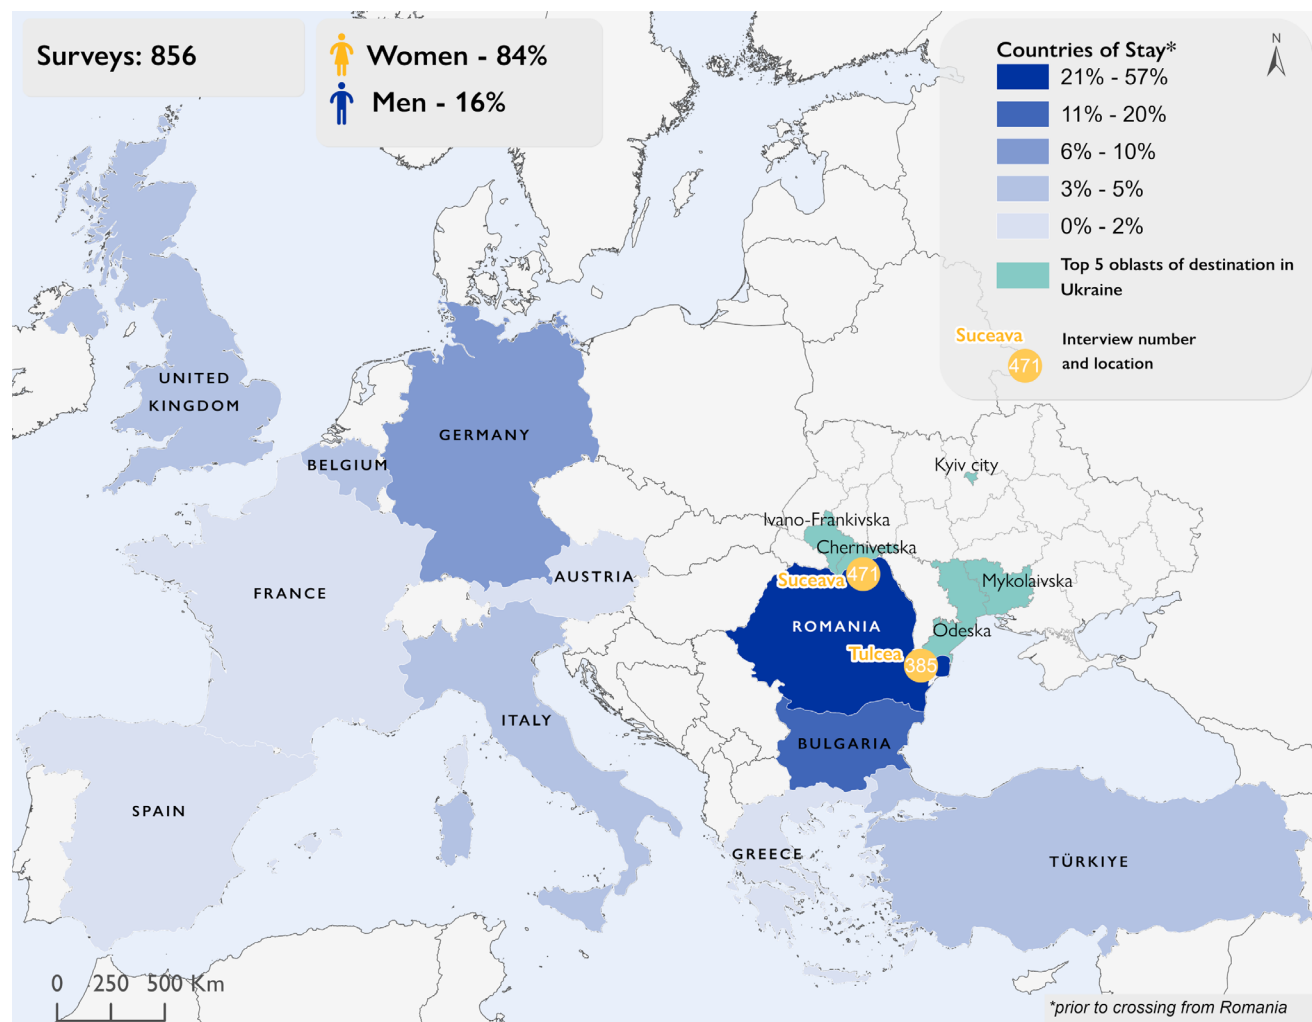 Surveys: 856
Women - 84%
Men - 16%
Countries of Stay*
21% - 57%
11% - 20%
6% - 10%
3% - 5%
0% - 2%
Top 5 oblasts of destination in
Ukraine
Suceava
471
Interview number
and location
N
UNITED
KINGDOM
GERMANY
BELGIUM
Kyiv city
Ivano-Frankivska
Chernivetska
Suceava
471
AUSTRIA
Mykolaivska
FRANCE
ROMANIA
Odeska
Tulcea
385
ITALY
BULGARIA
SPAIN
GREECE
TÜRKIYE
0 250 500 Km
*prior to crossing from Romania